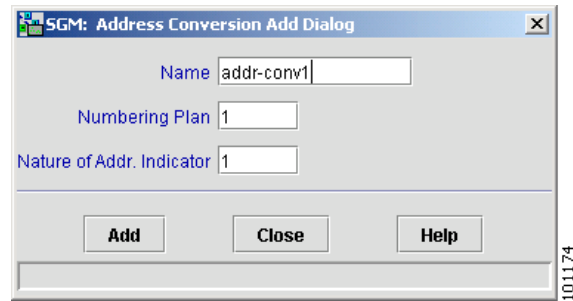 SGM: Address Conversion Add Dialog
Name addr-conv1
Numbering Plan 1
Nature of Addr. Indicator 1
Add Close Help
101174